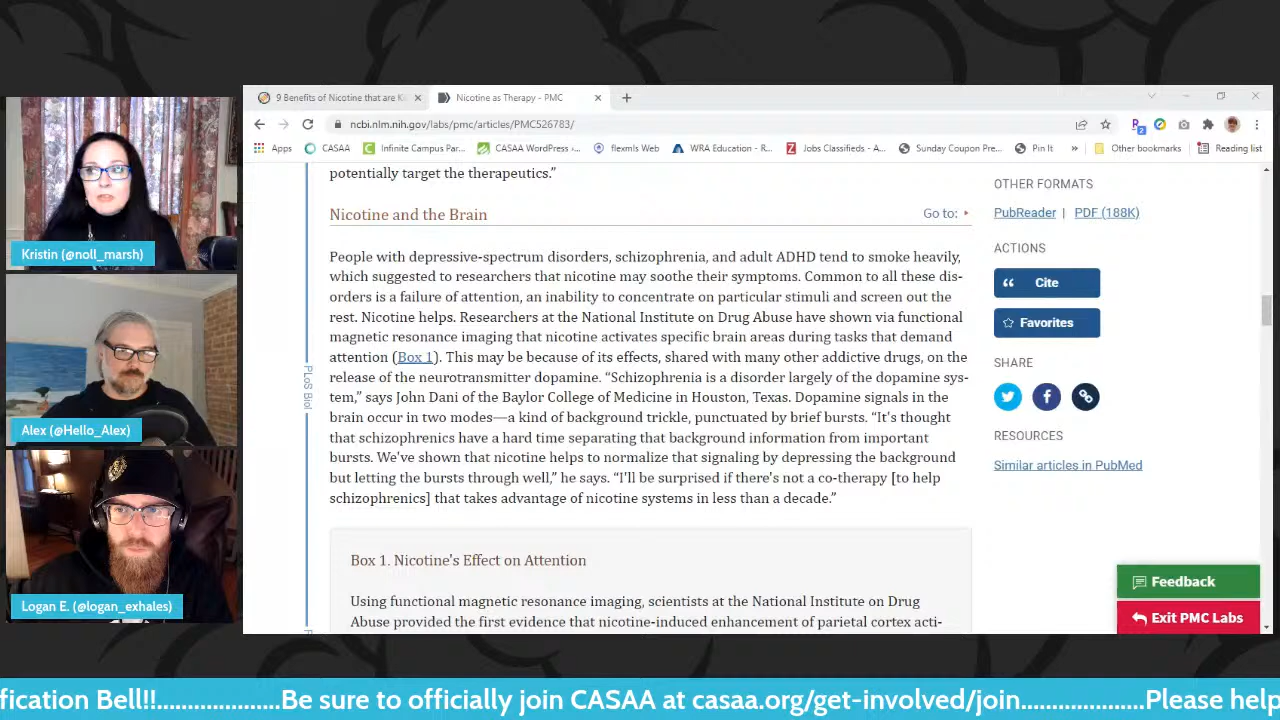 9 Benefits of Nicotine that are K
Nicotine as Therapy - PMC
ncbi.nlm.nih.gov/labs/pmc/articles/PMC526783/
Apps
CASAA
Infinite Campus Par...
CASAA WordPress ‹...
flexmls Web
WRA Education - R...
Jobs Classifieds - A...
Sunday Coupon Pre...
Pin It
»
Other bookmarks
Reading list
potentially target the therapeutics.”
Nicotine and the Brain
Go to:
People with depressive-spectrum disorders, schizophrenia, and adult ADHD tend to smoke heavily,
which suggested to researchers that nicotine may soothe their symptoms. Common to all these dis-
orders is a failure of attention, an inability to concentrate on particular stimuli and screen out the
rest. Nicotine helps. Researchers at the National Institute on Drug Abuse have shown via functional
magnetic resonance imaging that nicotine activates specific brain areas during tasks that demand
attention (Box 1). This may be because of its effects, shared with many other addictive drugs, on the
release of the neurotransmitter dopamine. “Schizophrenia is a disorder largely of the dopamine sys-
tem,” says John Dani of the Baylor College of Medicine in Houston, Texas. Dopamine signals in the
brain occur in two modes—a kind of background trickle, punctuated by brief bursts. “It's thought
that schizophrenics have a hard time separating that background information from important
bursts. We've shown that nicotine helps to normalize that signaling by depressing the background
but letting the bursts through well,” he says. “I'll be surprised if there's not a co-therapy [to help
schizophrenics] that takes advantage of nicotine systems in less than a decade.”
Box 1. Nicotine's Effect on Attention
Using functional magnetic resonance imaging, scientists at the National Institute on Drug
Abuse provided the first evidence that nicotine-induced enhancement of parietal cortex acti-
PLoS Biol
OTHER FORMATS
PubReader | PDF (188K)
ACTIONS
Cite
Favorites
SHARE
RESOURCES
Similar articles in PubMed
Feedback
Exit PMC Labs
Kristin (@noll_marsh)
Alex (@Hello_Alex)
Logan E. (@logan_exhales)
fication Bell!!....................Be sure to officially join CASAA at casaa.org/get-involved/join....................Please help